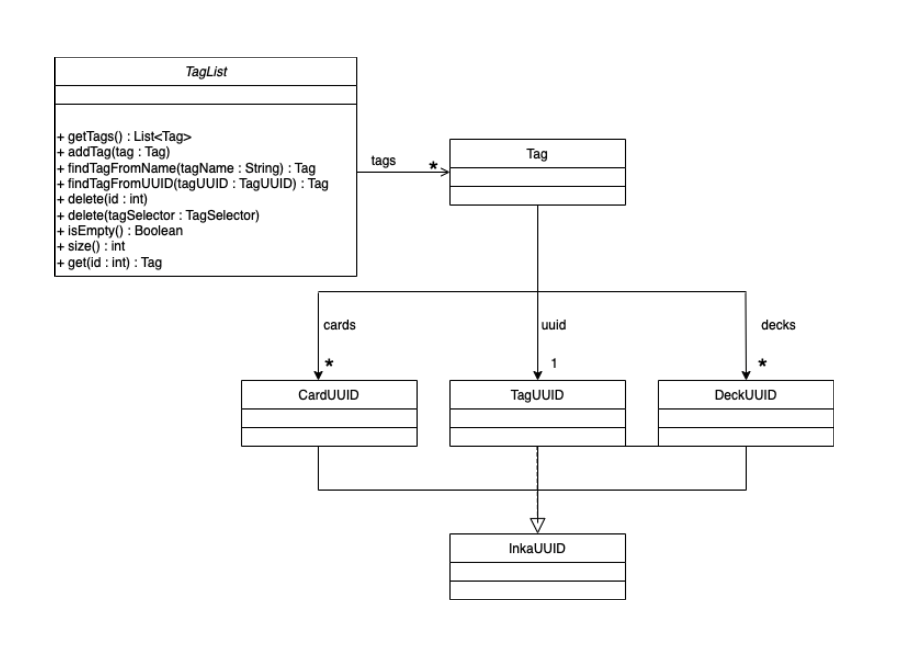 TagList
+ getTags() : List<Tag>
+ addTag(tag : Tag)
+ findTagFromName(tagName : String) : Tag
+ findTagFromUUID(tagUUID : TagUUID) : Tag
+ delete(id : int)
+ delete(tagSelector : TagSelector)
+ isEmpty() : Boolean
+ size() : int
+ get(id : int) : Tag
tags
*
Tag
cards
uuid
decks
*
1
*
CardUUID
TagUUID
DeckUUID
InkaUUID